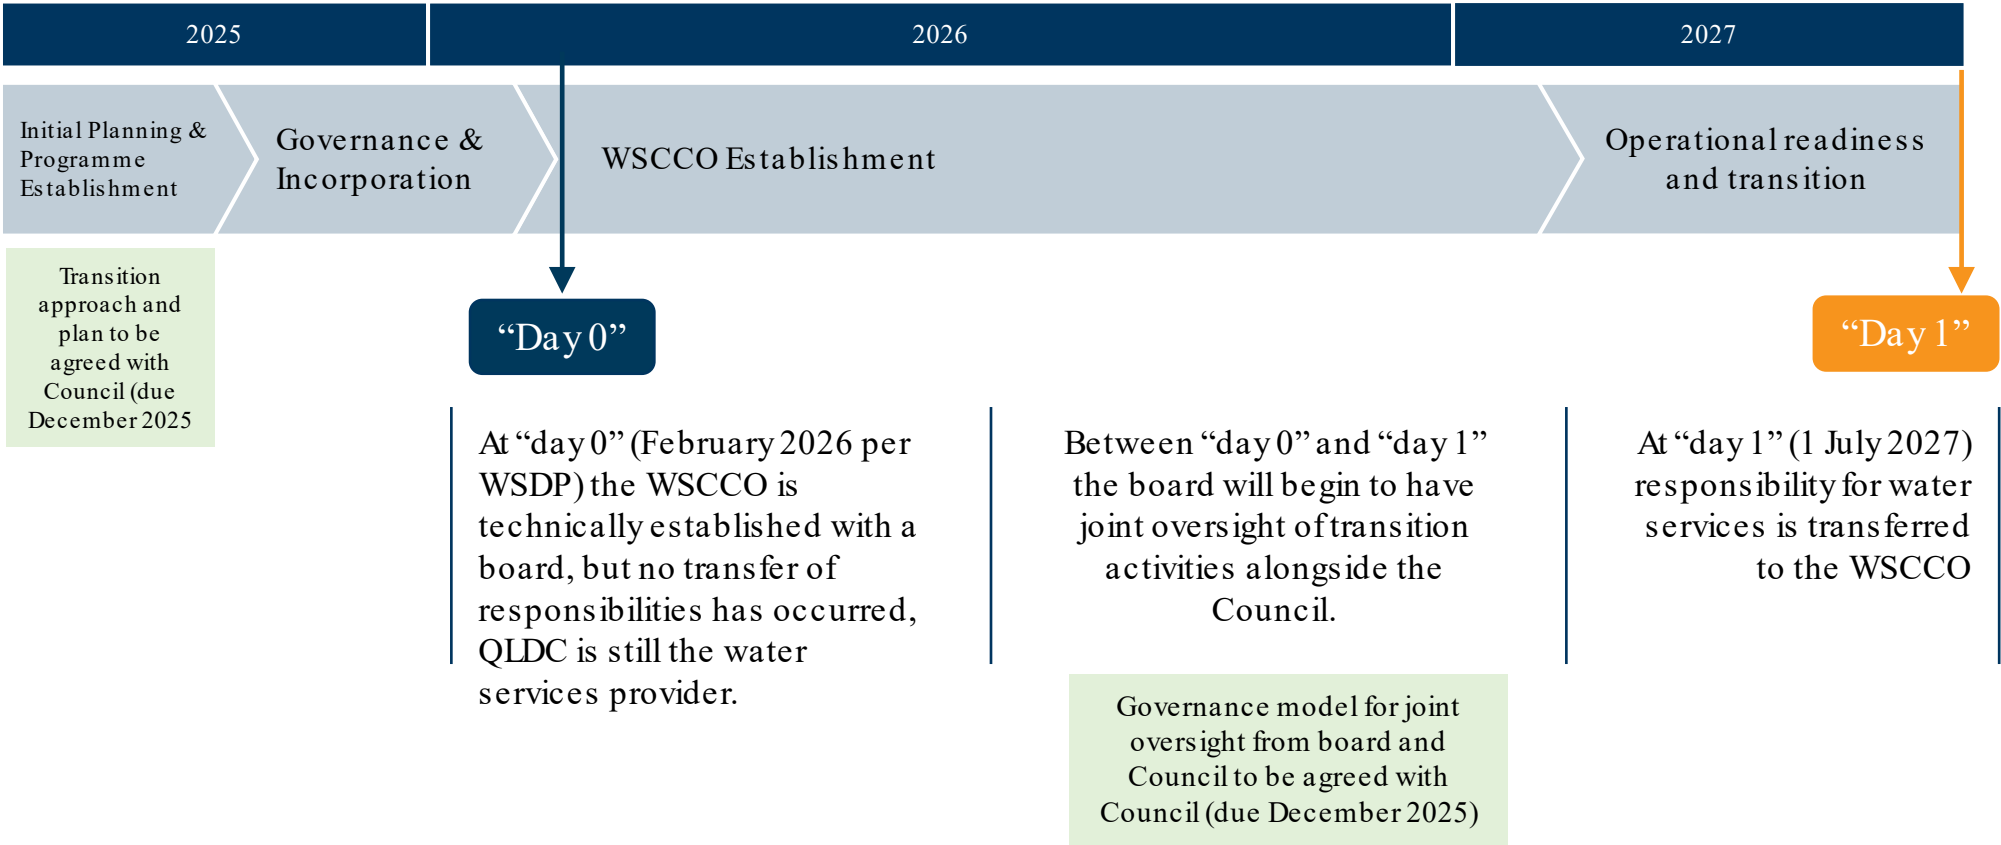 2025
2026
2027
Initial Planning &
Programme
Establishment
Governance &
Incorporation
WSCCO Establishment
Operational readiness
and transition
Transition
approach and
plan to be
agreed with
Council (due
December 2025
“Day 0”
“Day 1”
At “day 0” (February 2026 per
WSDP) the WSCCO is
technically established with a
board, but no transfer of
responsibilities has occurred,
QLDC is still the water
services provider.
Between “day 0” and “day 1”
the board will begin to have
joint oversight of transition
activities alongside the
Council.
At “day 1” (1 July 2027)
responsibility for water
services is transferred
to the WSCCO
Governance model for joint
oversight from board and
Council to be agreed with
Council (due December 2025)